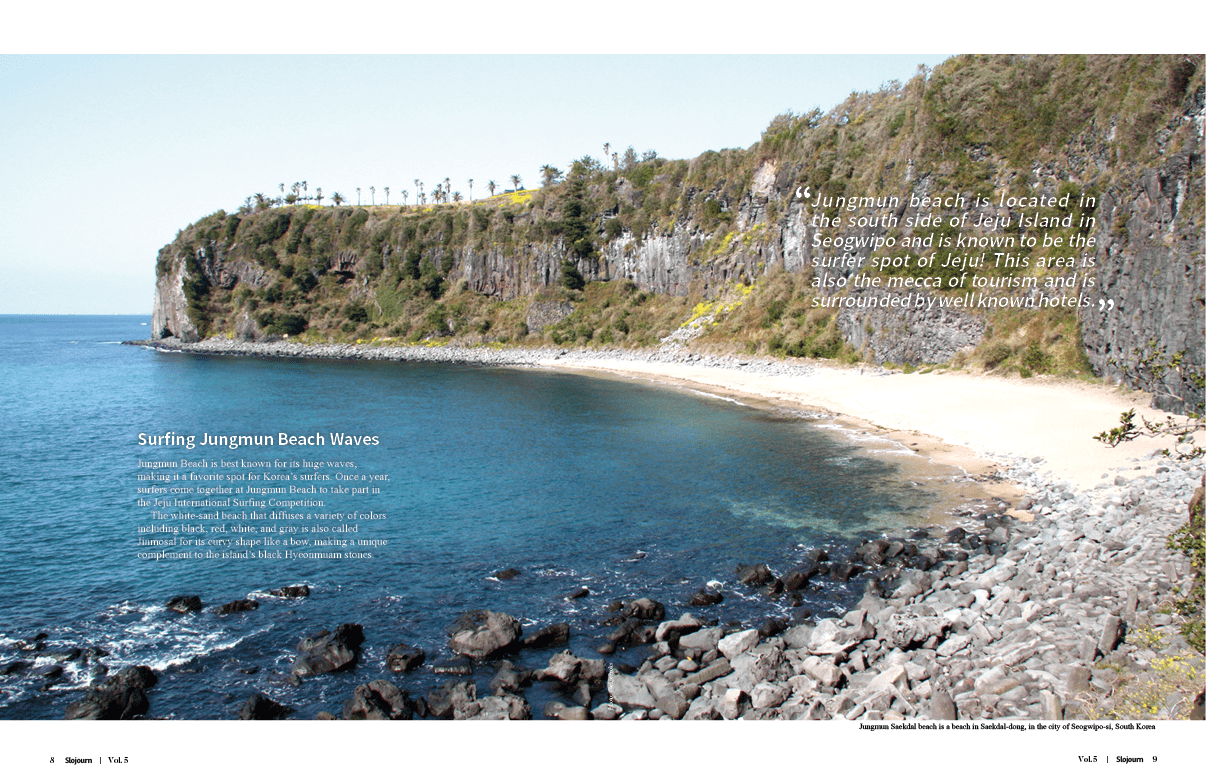 “Jungmun beach is located in
the south side of Jeju Island in
Seogwipo and is known to be the
surfer spot of Jeju! This area is
also the mecca of tourism and is
surrounded by well known hotels.”
Surfing Jungmun Beach Waves
Jungmun Beach is best known for its huge waves,
making it a favorite spot for Korea's surfers. Once a year,
surfers come together at Jungmun Beach to take part in
the Jeju International Surfing Competition.
The white-sand beach that diffuses a variety of colors
including black, red, white, and gray is also called
Jinmosal for its curvy shape like a bow, making a unique
complement to the island's black Hyeonmuam stones.
Jungmun Saekdal beach is a beach in Saekdal-dong, in the city of Seogwipo-si, South Korea
8 Slojourn | Vol. 5
Vol.5 | Slojourn 9